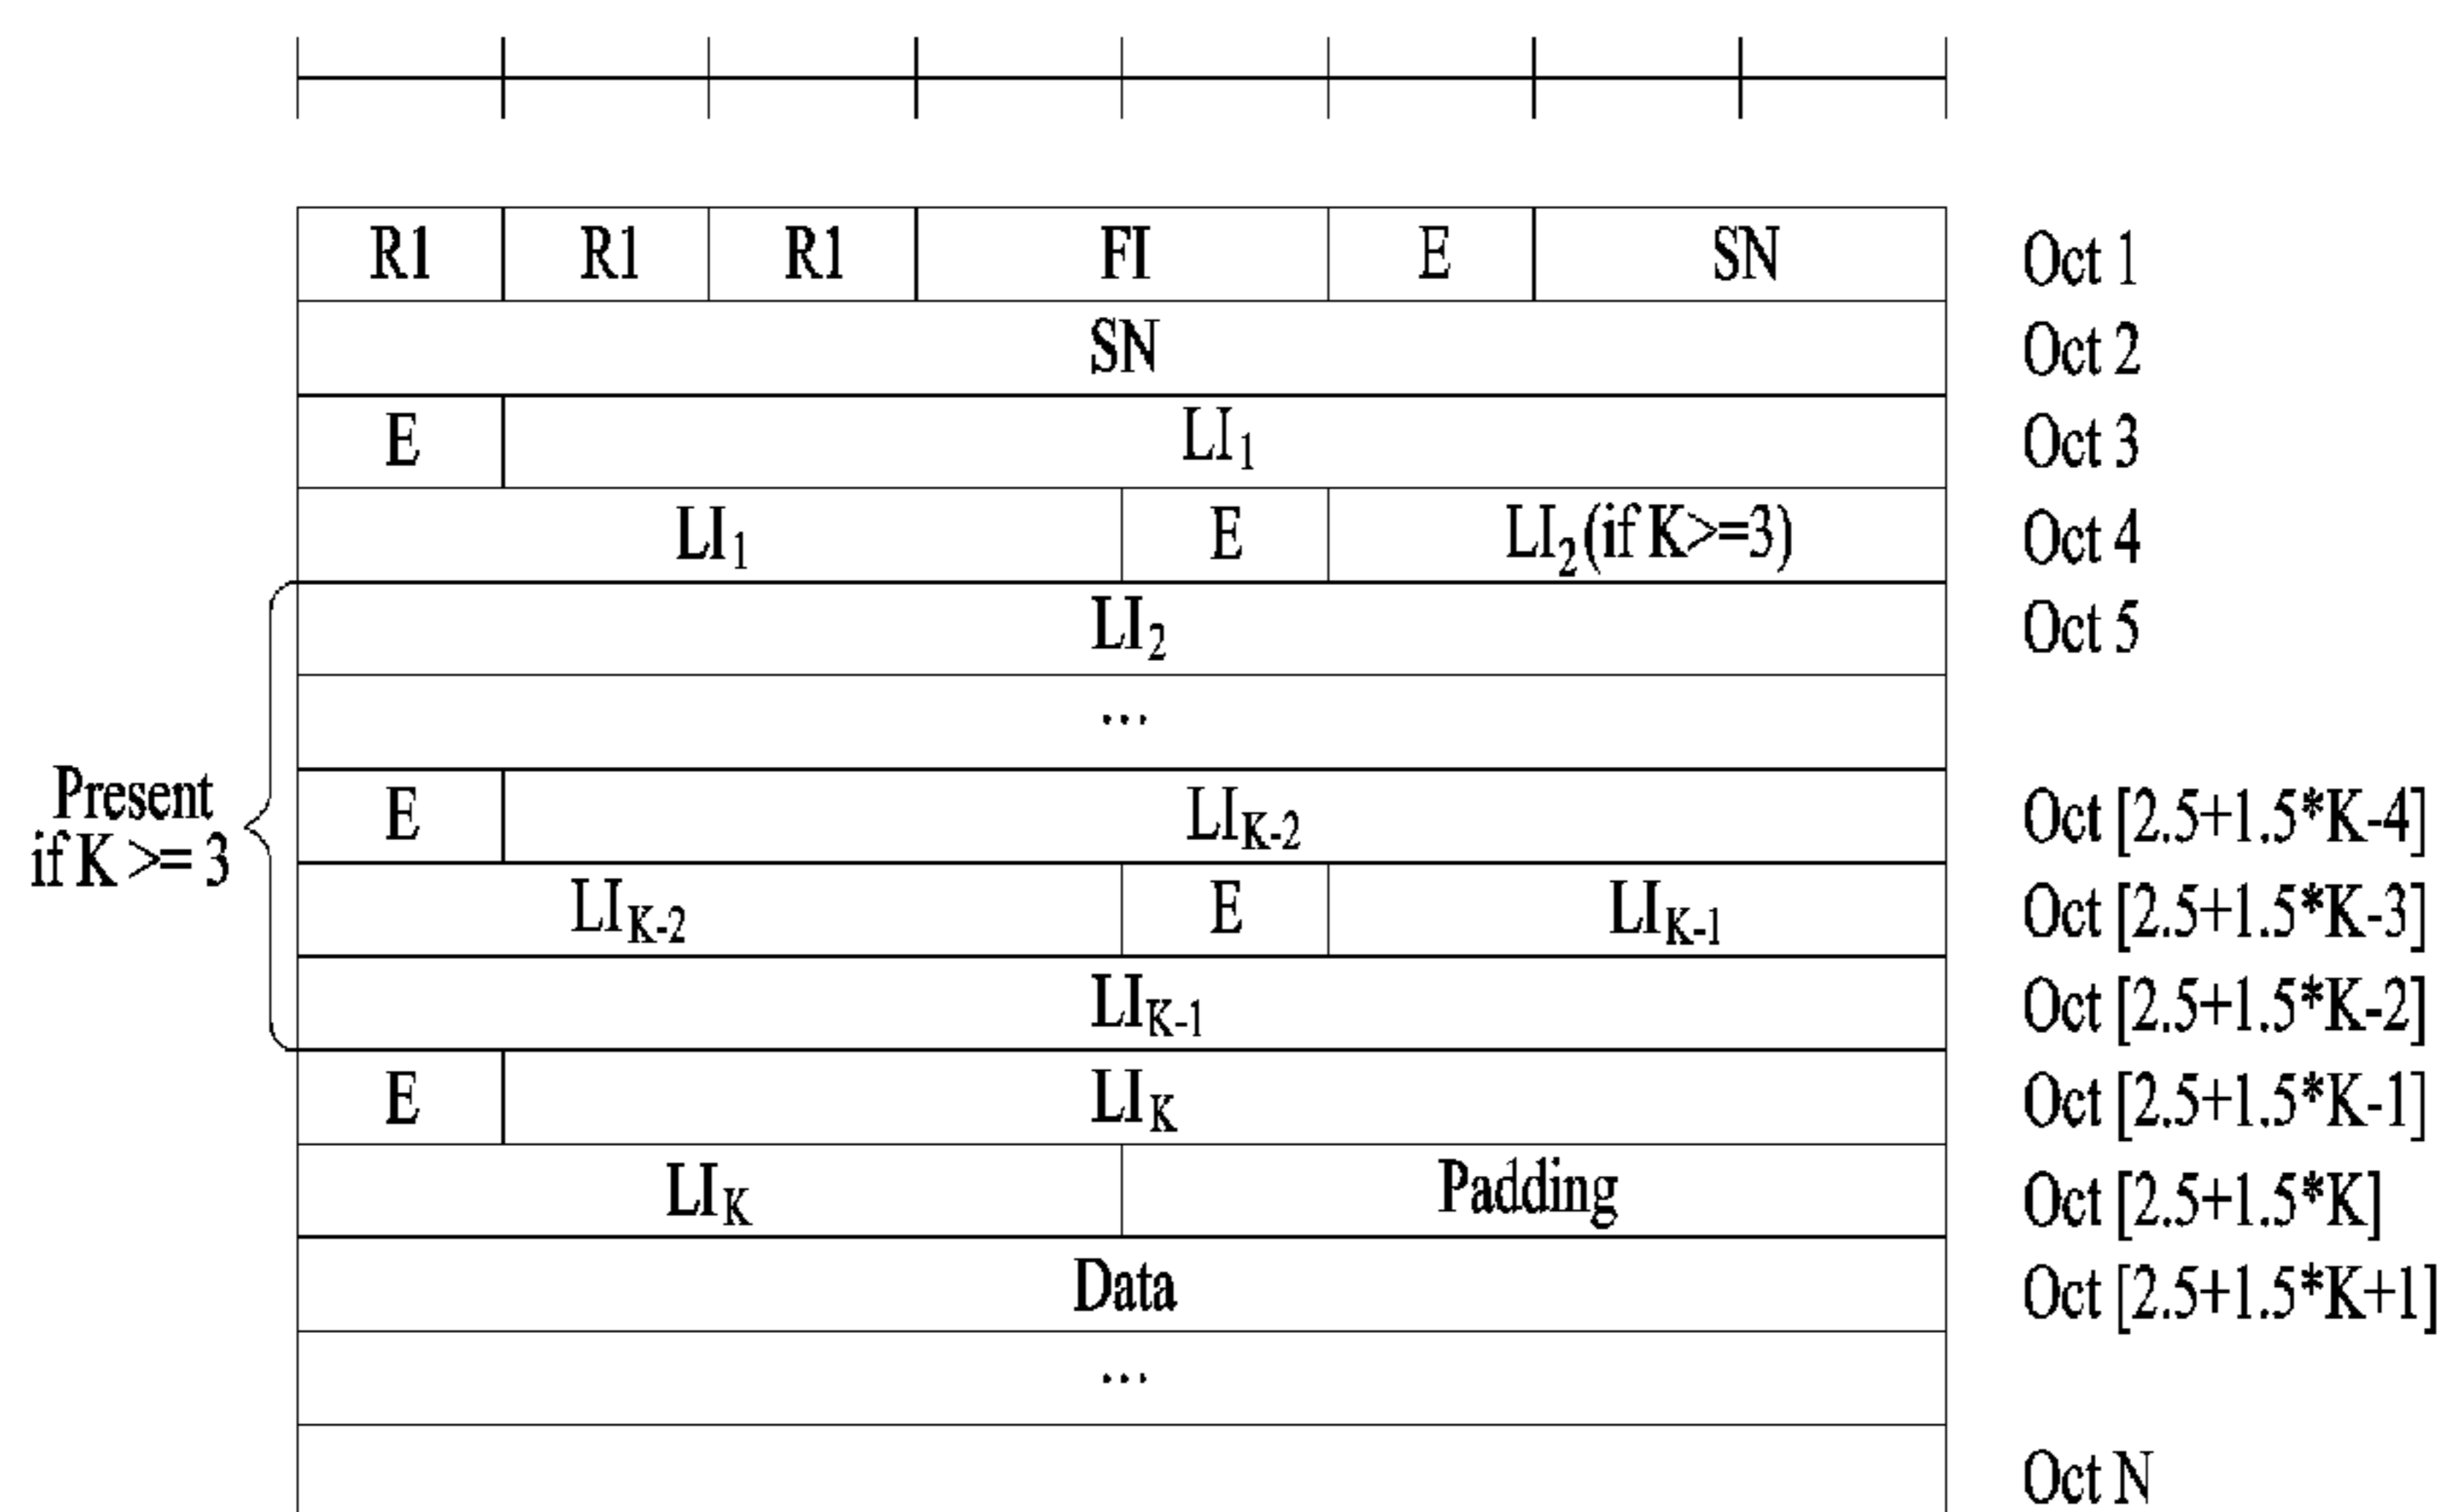 R1 R1 R1 FI E SN Oct 1
SN Oct 2
E LI1 Oct 3
LI1 E LI2(if K>=3) Oct 4
LI2 Oct 5
...
Present
if K >= 3
E LIK-2 Oct [2.5+1.5*K-4]
LIK-2 E LIK-1 Oct [2.5+1.5*K-3]
LIK-1 Oct [2.5+1.5*K-2]
E LIK Oct [2.5+1.5*K-1]
LIK Padding Oct [2.5+1.5*K]
Data Oct [2.5+1.5*K+1]
...
Oct N